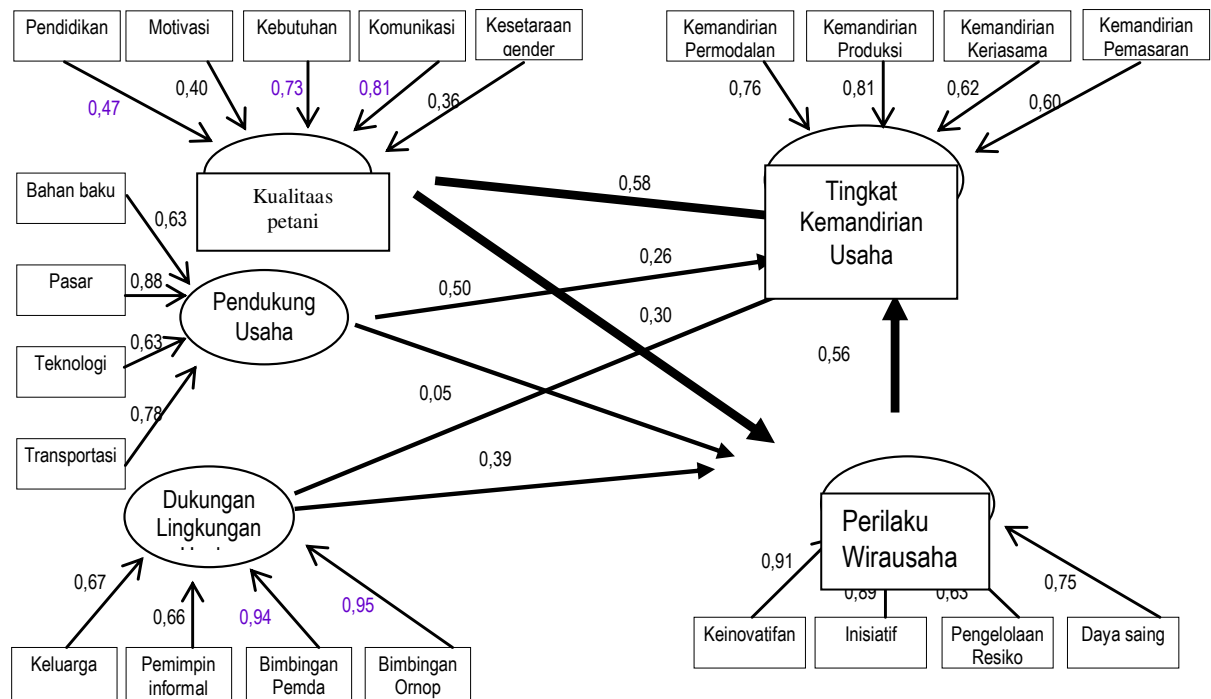 Pendidikan
Motivasi
Kebutuhan
Komunikasi
Kesetaraan
gender
Kemandirian
Permodalan
Kemandirian
Produksi
Kemandirian
Kerjasama
Kemandirian
Pemasaran
0,47
0,40
0,73
0,81
0,36
0,76
0,81
0,62
0,60
Bahan baku
0,63
Kualitaas
petani
0,58
Tingkat
Kemandirian
Usaha
Pasar
0,88
Pendukung
Usaha
0,50
0,26
0,30
Teknologi
0,63
0,56
0,05
Transportasi
0,78
0,39
Dukungan
Lingkungan
Perilaku
Wirausaha
0,67
0,66
0,94
0,95
0,91
0,89
0,63
0,75
Keluarga
Pemimpin
informal
Bimbingan
Pemda
Bimbingan
Ornop
Keinovatifan
Inisiatif
Pengelolaan
Resiko
Daya saing